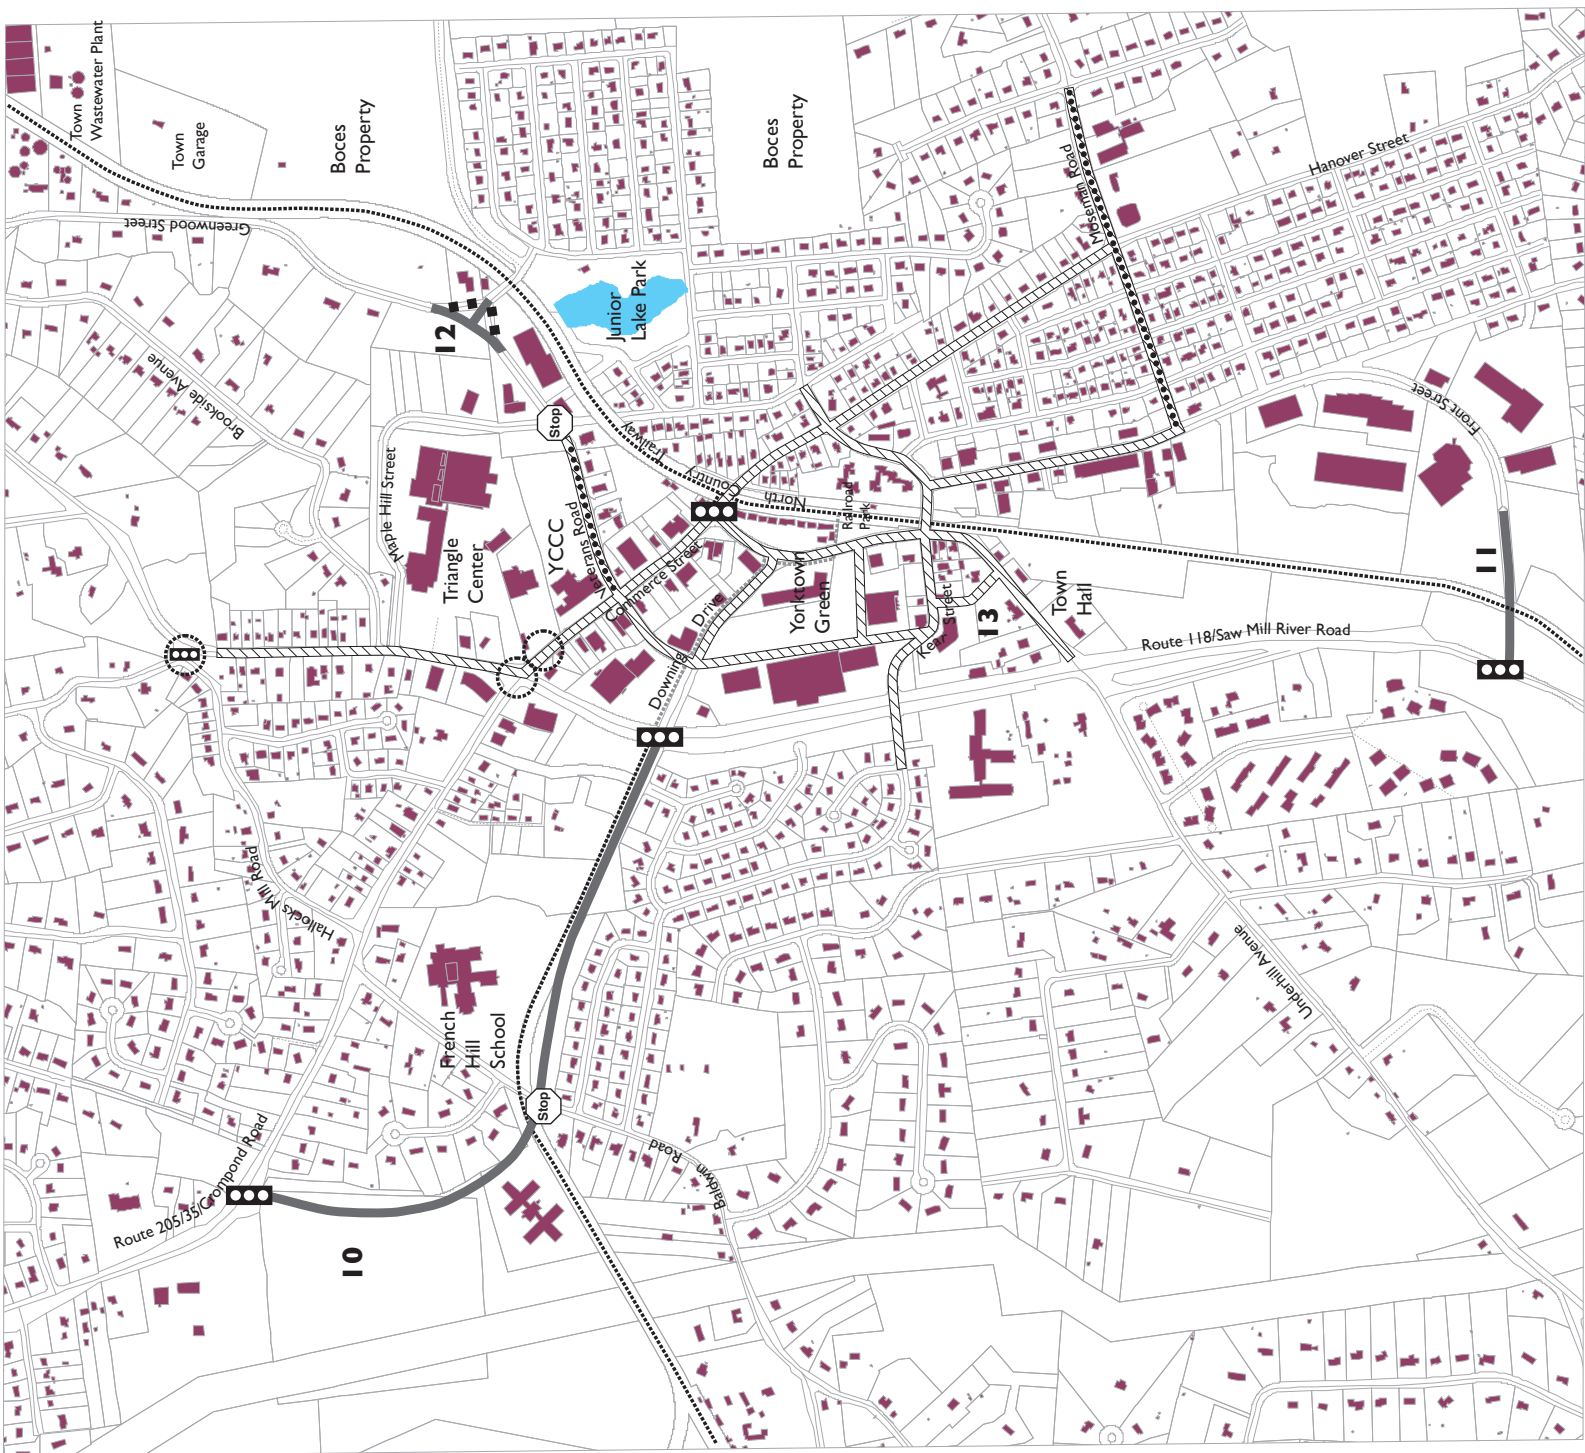 Town
Wastewater Plant
Town
Garage
Boces
Property
Boces
Property
Greenwood Street
Moseman Road
Hanover Street
Junior
Lake Park
12
Brookside Avenue
Stop
Front Street
Maple Hill Street
Triangle
Center
YCCC
Veterans Road
North
County
Trailway
Railroad
Park
Commerce Street
Yorktown
Green
Downing
Drive
Kear
Street
13
Town
Hall
11
Route 118/Saw Mill River Road
Hallocks Mill Road
French
Hill
School
Underhill Avenue
Stop
Baldwin
Road
Route 205/35/Crompond Road
10